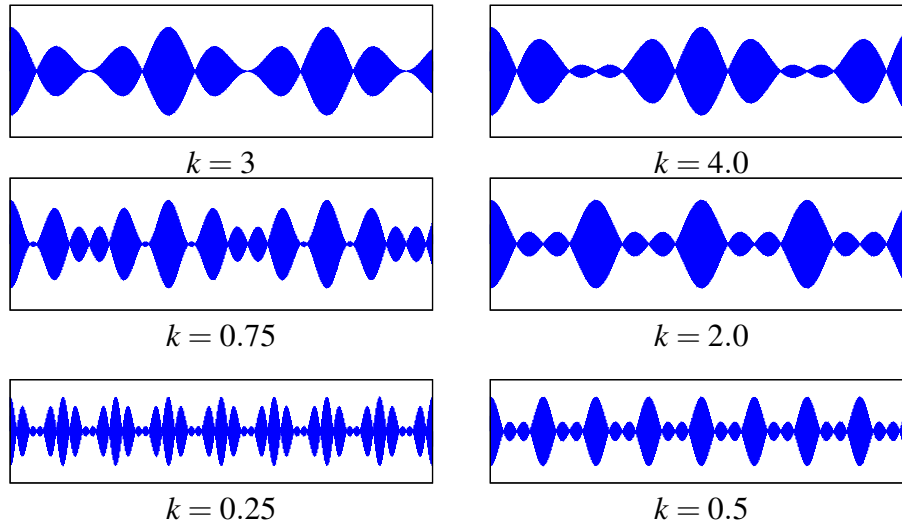 k = 3
k = 4.0
k = 0.75
k = 2.0
k = 0.25
k = 0.5